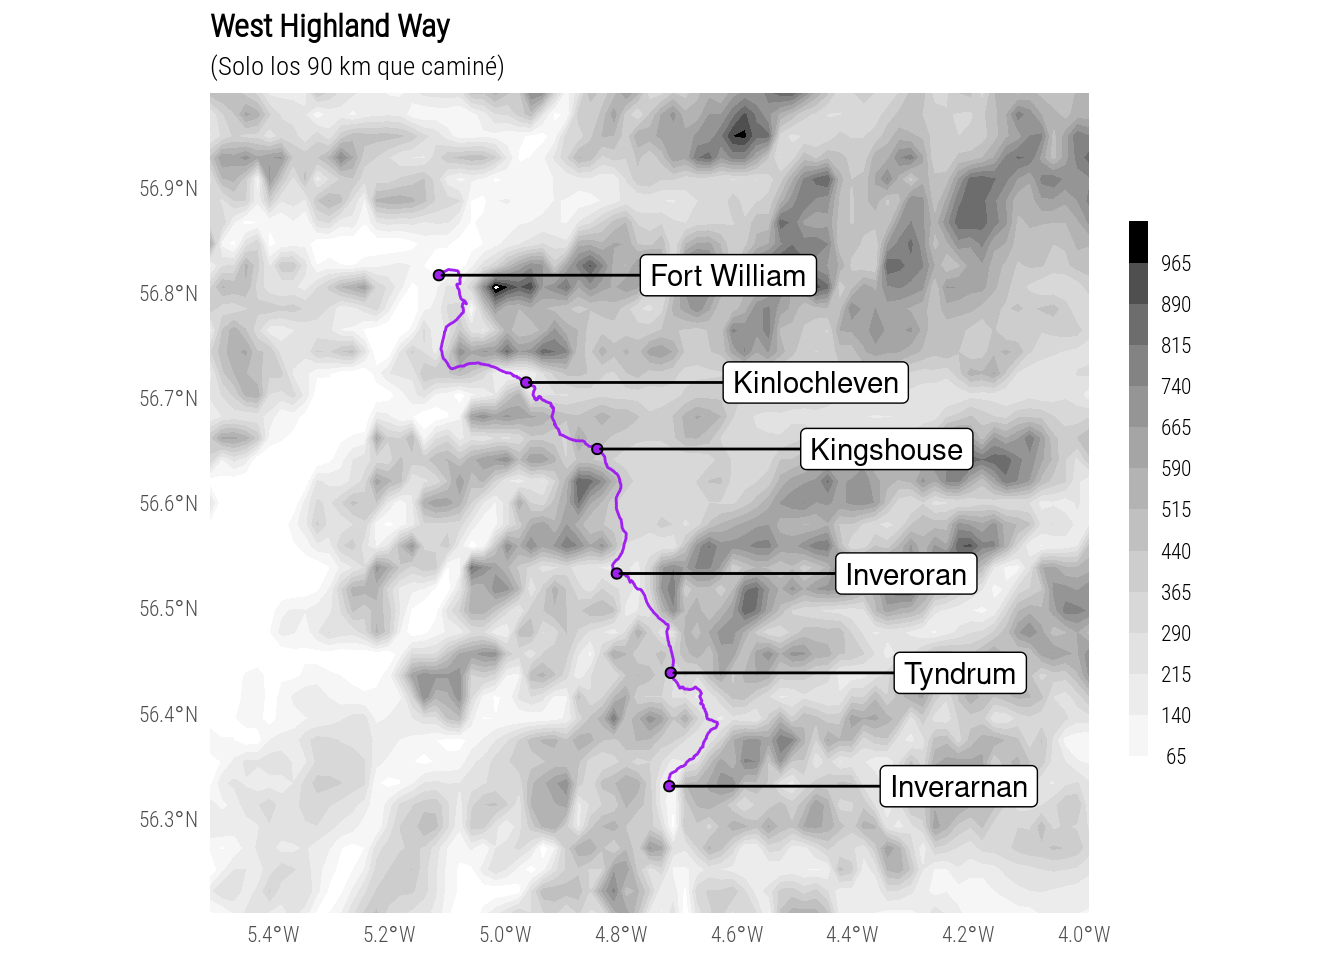 West Highland Way
(Solo los 90 km que caminé)
56.9°N
56.8°N
56.7°N
56.6°N
56.5°N
56.4°N
56.3°N
Fort William
Kinlochleven
Kingshouse
Inveroran
Tyndrum
Inverarnan
965
890
815
740
665
590
515
440
365
290
215
140
65
5.4°W
5.2°W
5.0°W
4.8°W
4.6°W
4.4°W
4.2°W
4.0°W